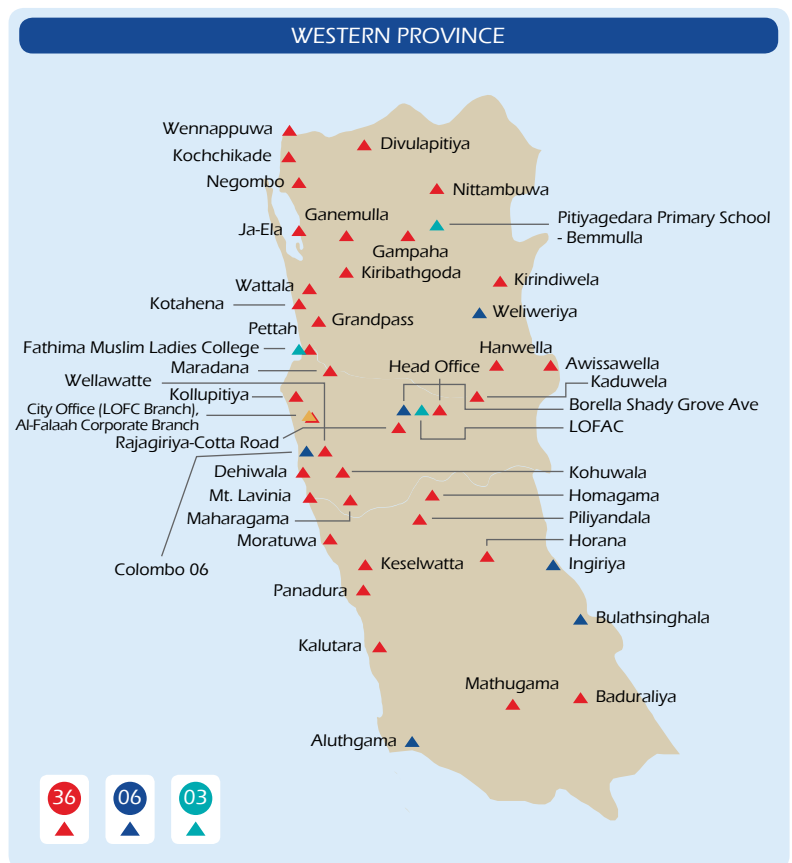 WESTERN PROVINCE
Wennappuwa
Divulapitiya
Kochchikade
Negombo
Nittambuwa
Ganemulla
Pitiyagedara Primary School
- Bemmulla
Ja-Ela
Gampaha
Kiribathgoda
Kirindiwela
Wattala
Kotahena
Weliweriya
Grandpass
Pettah
Fathima Muslim Ladies College
Hanwella
Maradana
Head Office
Awissawella
Wellawatte
Kaduwela
Kollupitiya
Borella Shady Grove Ave
City Office (LOFC Branch),
Al-Falaah Corporate Branch
LOFAC
Rajagiriya-Cotta Road
Dehiwala
Kohuwala
Mt. Lavinia
Homagama
Maharagama
Piliyandala
Moratuwa
Horana
Colombo 06
Keselwatta
Ingiriya
Panadura
Bulathsinghala
Kalutara
Mathugama
Baduraliya
Aluthgama
36
06
03